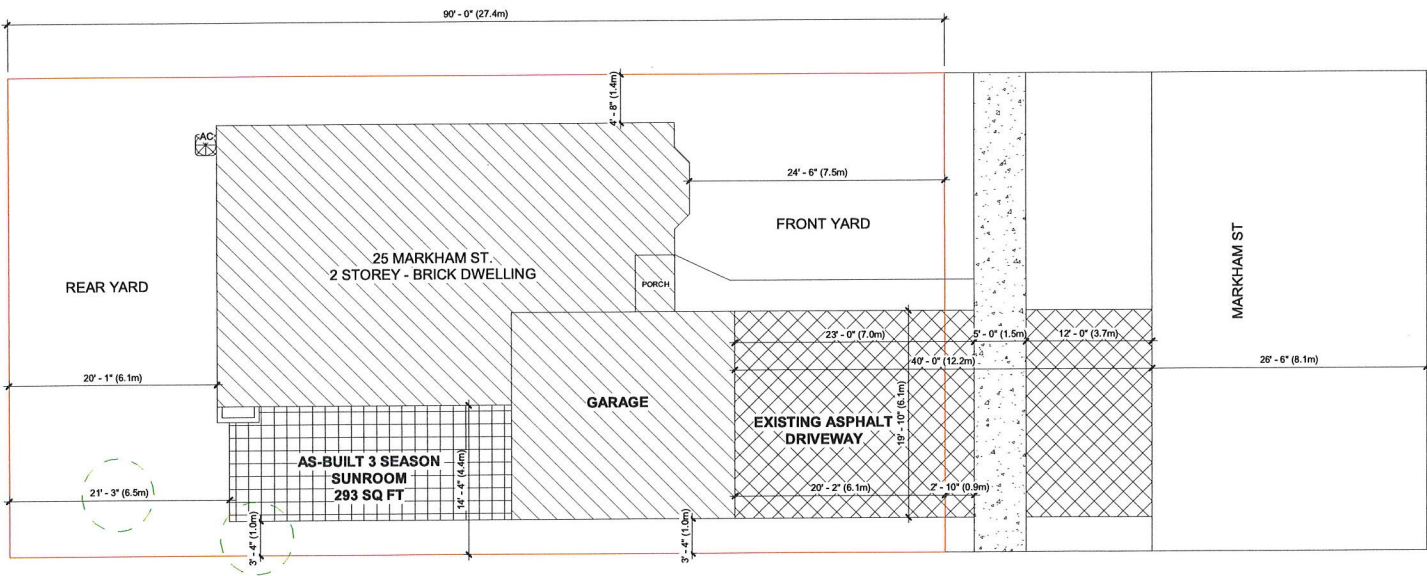 90' - 0" (27.4m)
4' - 8" (1.4m)
AC
24' - 6" (7.5m)
FRONT YARD
25 MARKHAM ST.
2 STOREY - BRICK DWELLING
REAR YARD
PORCH
MARKHAM ST
23' - 0" (7.0m)
5' - 0" (1.5m)
12' - 0" (3.7m)
40' - 0" (12.2m)
26' - 6" (8.1m)
20' - 1" (6.1m)
GARAGE
EXISTING ASPHALT
DRIVEWAY
19' - 10" (6.1m)
AS-BUILT 3 SEASON
SUNROOM
293 SQ FT
14' - 4" (4.4m)
21' - 3" (6.5m)
20' - 2" (6.1m)
2' - 10" (0.9m)
3' - 4" (1.0m)
3' - 4" (1.0m)